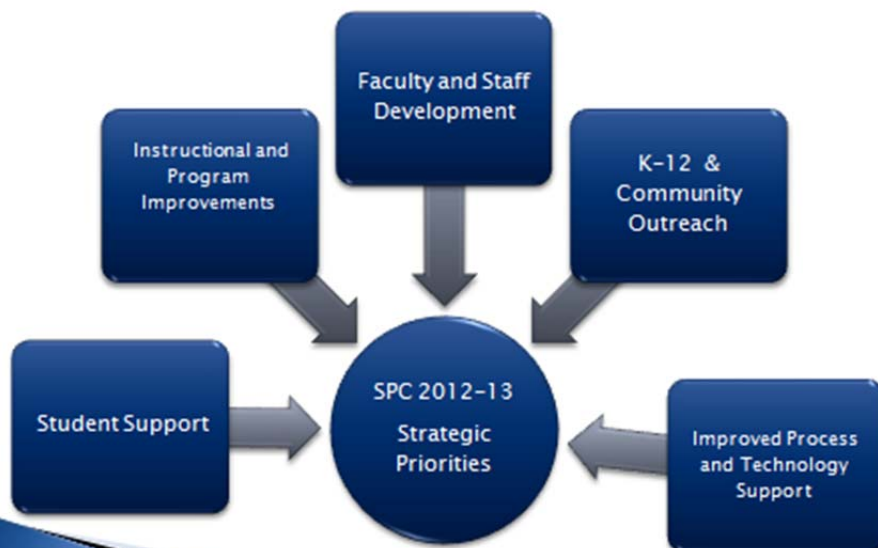 Faculty and Staff
Development
Instructional and
Program
Improvements
K-12 &
Community
Outreach
Student Support
SPC 2012-13
Strategic
Priorities
Improved Process
and Technology
Support